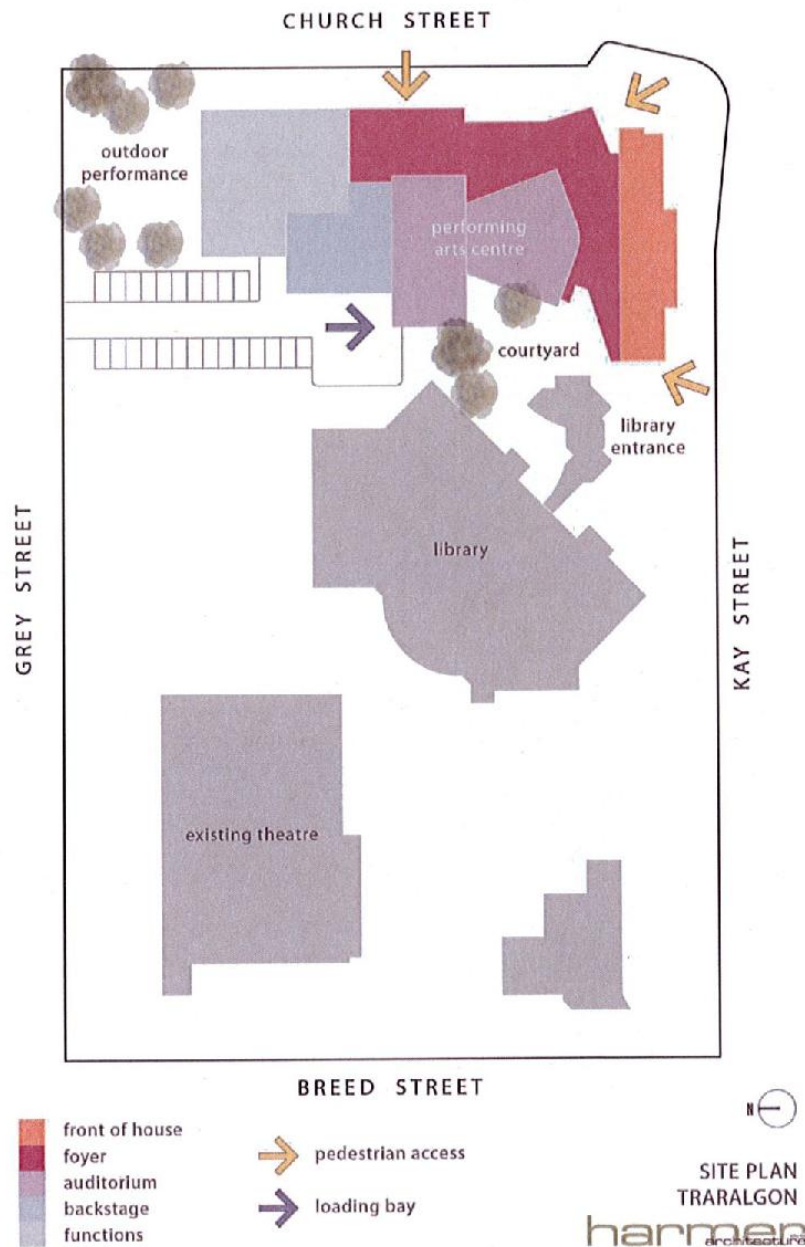 CHURCH STREET
outdoor
performance
performing
arts centre
courtyard
library
entrance
library
GREY STREET
KAY STREET
existing theatre
BREED STREET
front of house
foyer
auditorium
backstage
functions
pedestrian access
loading bay
N
SITE PLAN
TRARALGON
harmer
architecture